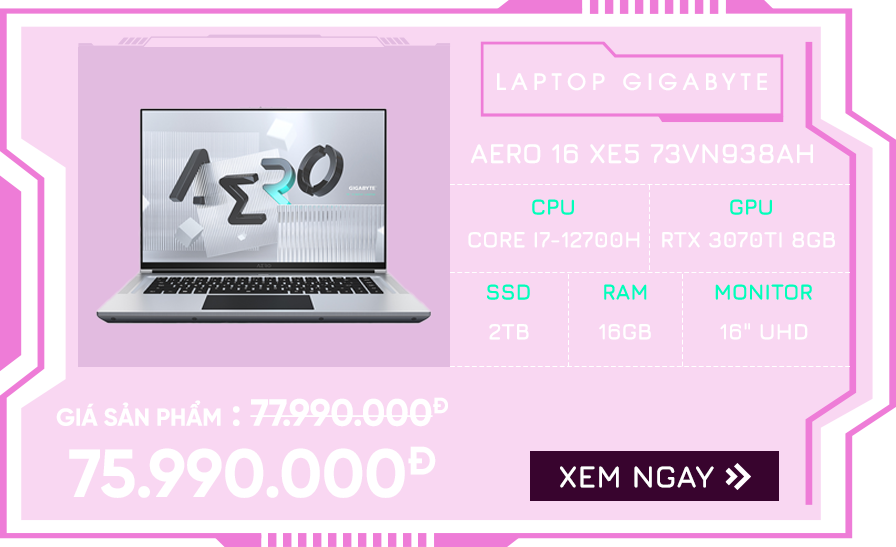 LAPTOP GIGABYTE
AERO 16 XE5 73VN938AH
CPU
GPU
CORE I7-12700H
RTX 3070TI 8GB
SSD
RAM
MONITOR
2TB
16GB
16" UHD
AERO
GIGABYTE
GIÁ SẢN PHẨM : 77.990.000Đ
75.990.000Đ
XEM NGAY